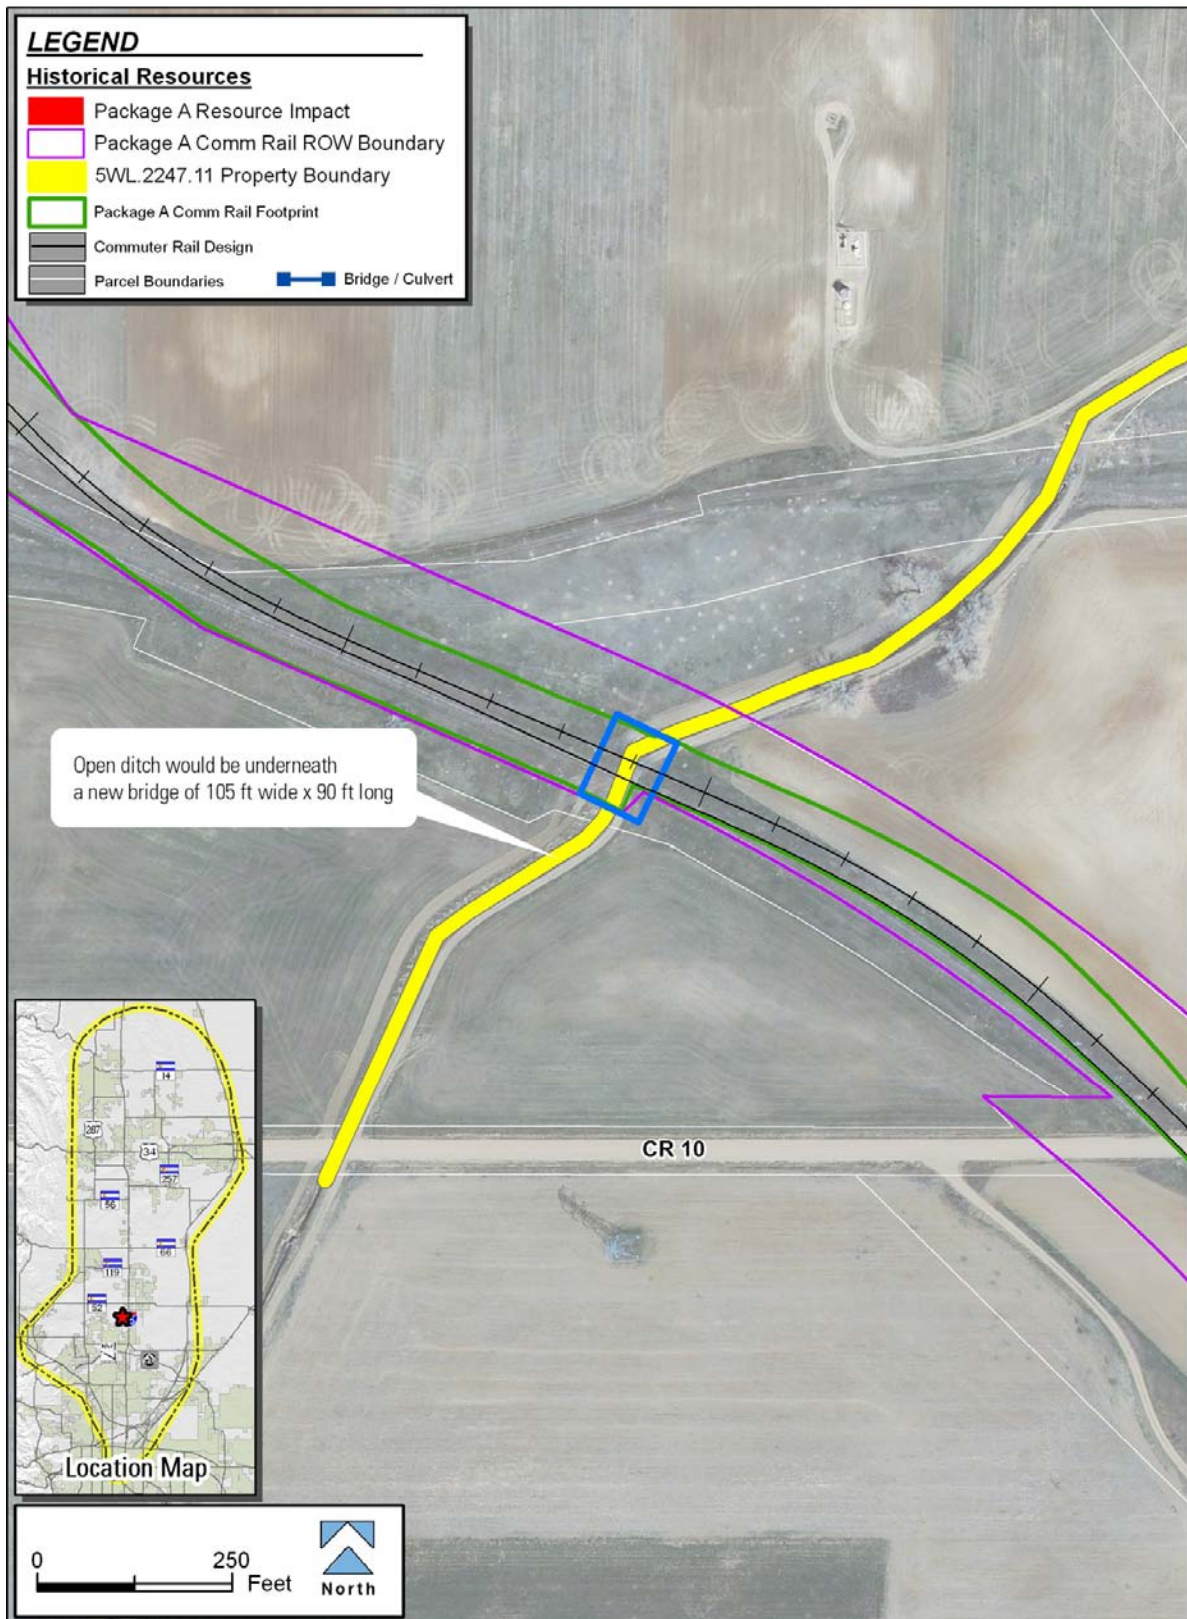 LEGEND
Historical Resources
Package A Resource Impact
Package A Comm Rail ROW Boundary
5WL.2247.11 Property Boundary
Package A Comm Rail Footprint
Commuter Rail Design
Parcel Boundaries
Bridge / Culvert
Open ditch would be underneath
a new bridge of 105 ft wide x 90 ft long
CR 10
14
287
34
257
56
66
119
52
Location Map
0 250
Feet
North